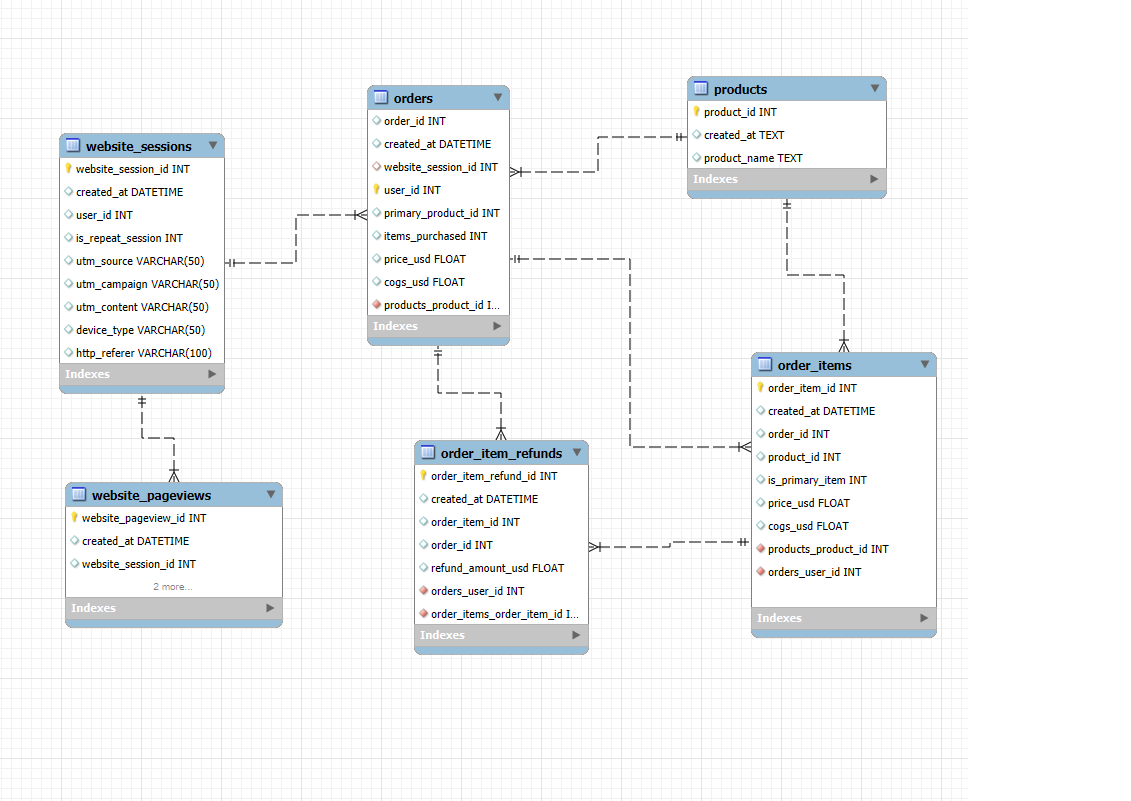 website_sessions
website_session_id INT
created_at DATETIME
user_id INT
is_repeat_session INT
utm_source VARCHAR(50)
utm_campaign VARCHAR(50)
utm_content VARCHAR(50)
device_type VARCHAR(50)
http_referer VARCHAR(100)
Indexes
website_pageviews
website_pageview_id INT
created_at DATETIME
website_session_id INT
2 more...
Indexes
orders
order_id INT
created_at DATETIME
website_session_id INT
user_id INT
primary_product_id INT
items_purchased INT
price_usd FLOAT
cogs_usd FLOAT
products_product_id I...
Indexes
order_item_refunds
order_item_refund_id INT
created_at DATETIME
order_item_id INT
order_id INT
refund_amount_usd FLOAT
orders_user_id INT
order_items_order_item_id I...
Indexes
products
product_id INT
created_at TEXT
product_name TEXT
Indexes
order_items
order_item_id INT
created_at DATETIME
order_id INT
product_id INT
is_primary_item INT
price_usd FLOAT
cogs_usd FLOAT
products_product_id INT
orders_user_id INT
Indexes